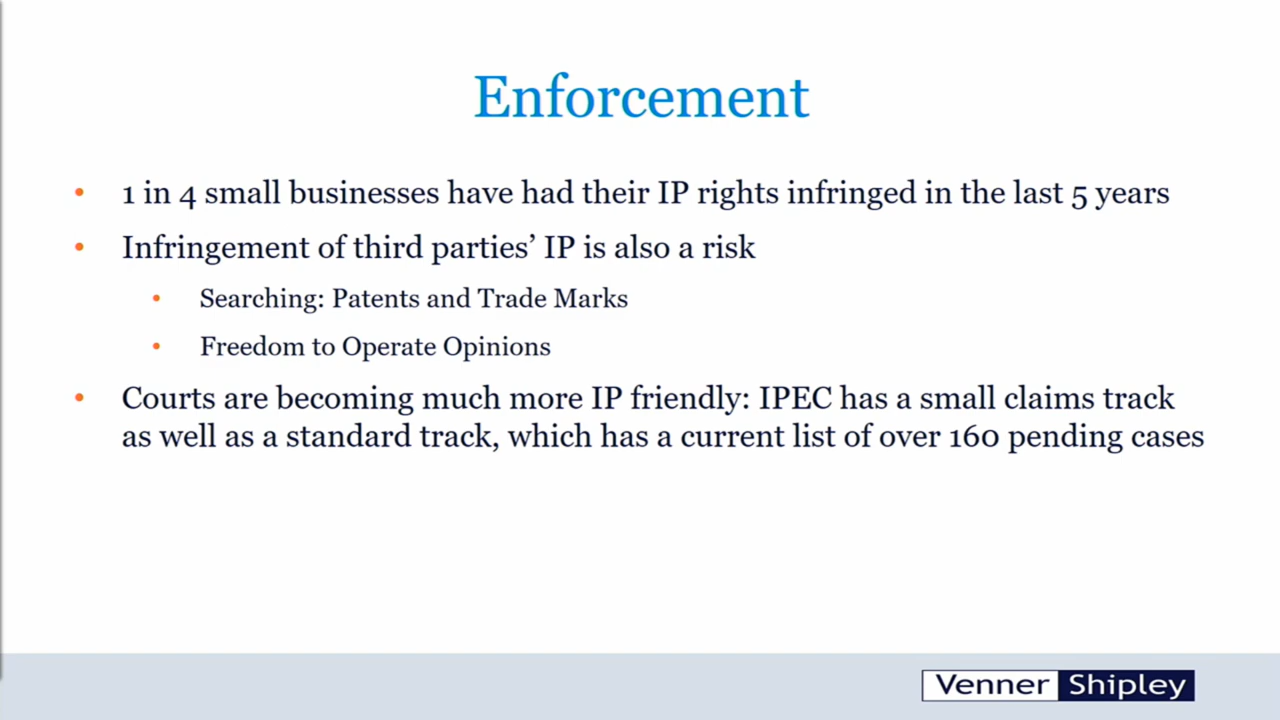 Enforcement
• 1 in 4 small businesses have had their IP rights infringed in the last 5 years
• Infringement of third parties’ IP is also a risk
• Searching: Patents and Trade Marks
• Freedom to Operate Opinions
• Courts are becoming much more IP friendly: IPEC has a small claims track
as well as a standard track, which has a current list of over 160 pending cases
Venner Shipley